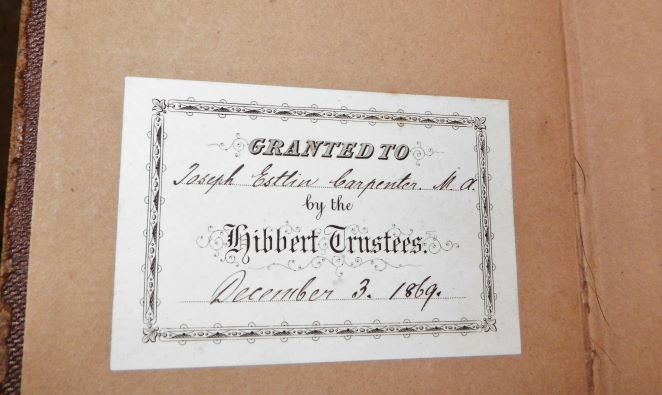 GRANTED TO
Joseph Estlin Carpenter. M. A.
by the
Hibbert Trustees.
December 3. 1869.